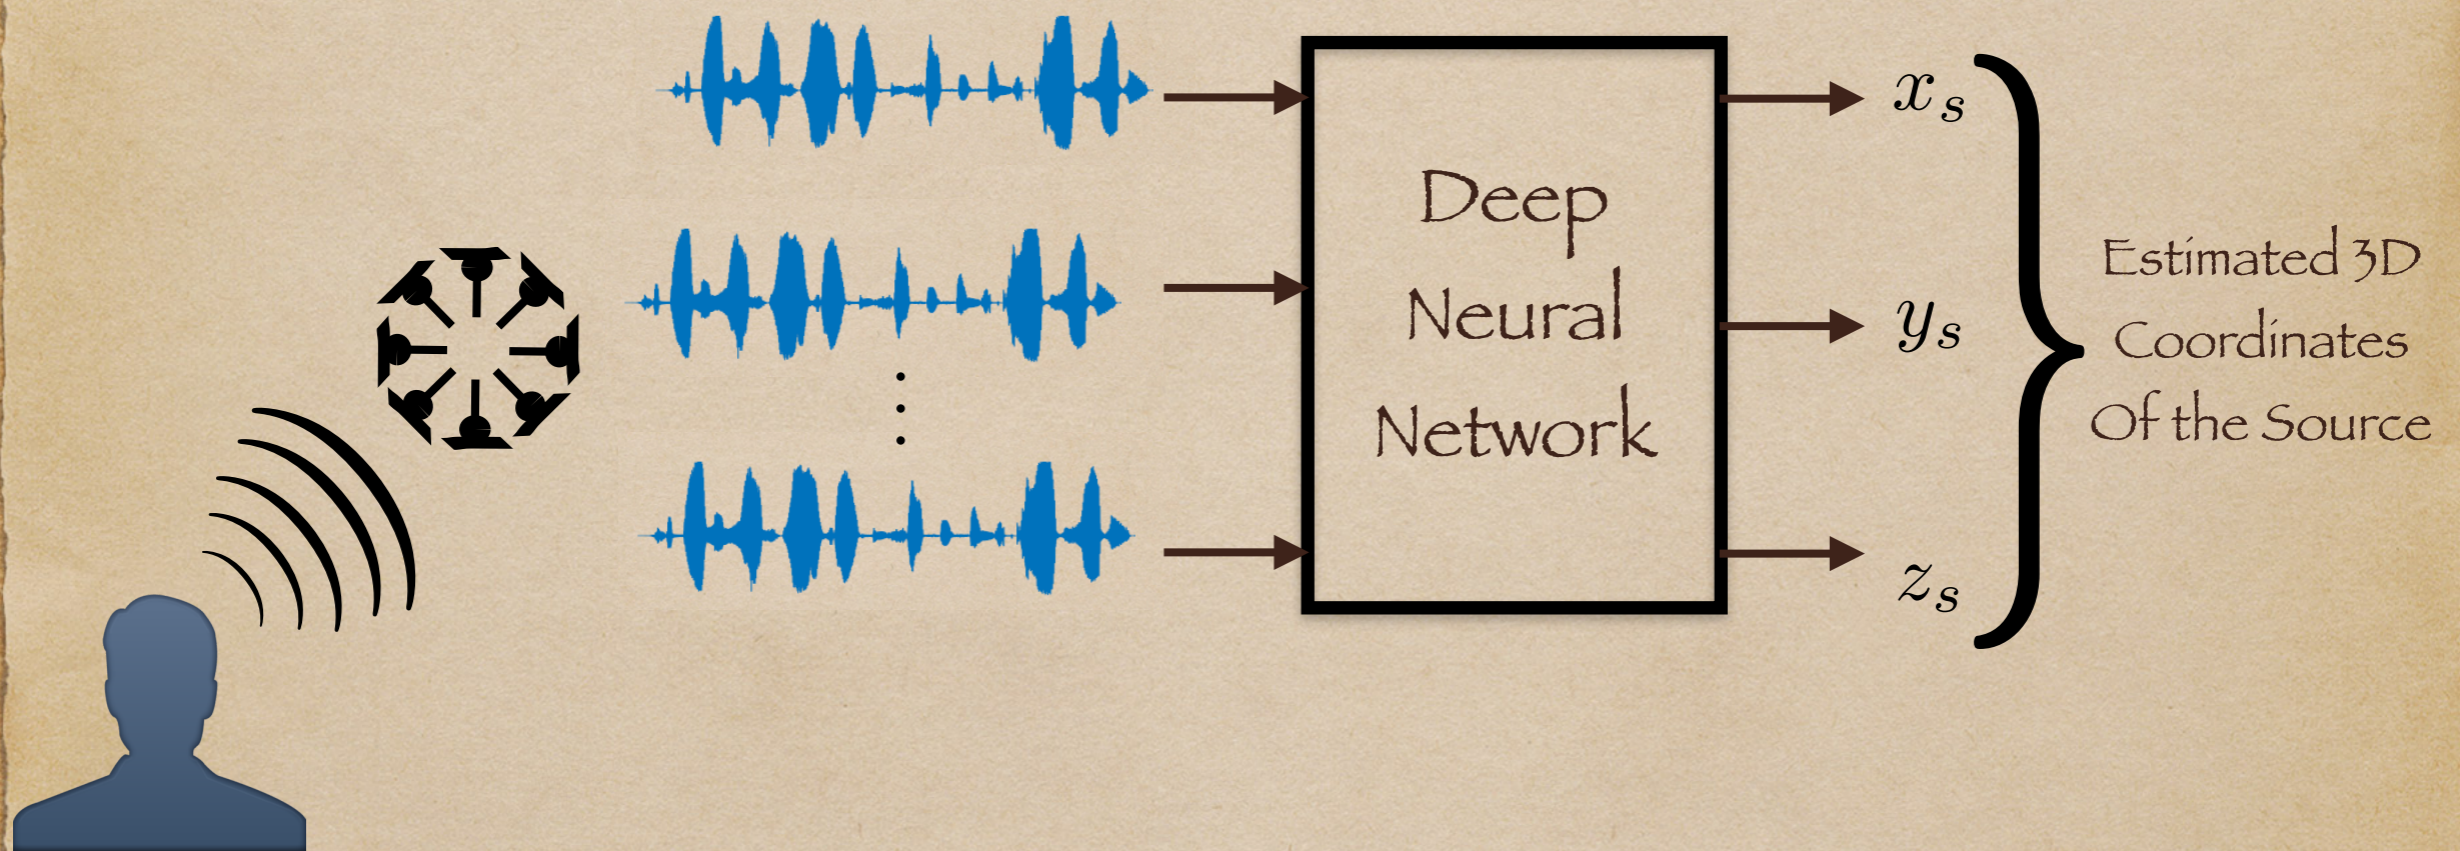 Deep
Neural
Network
x_s
y_s
z_s
Estimated 3D
Coordinates
Of the Source